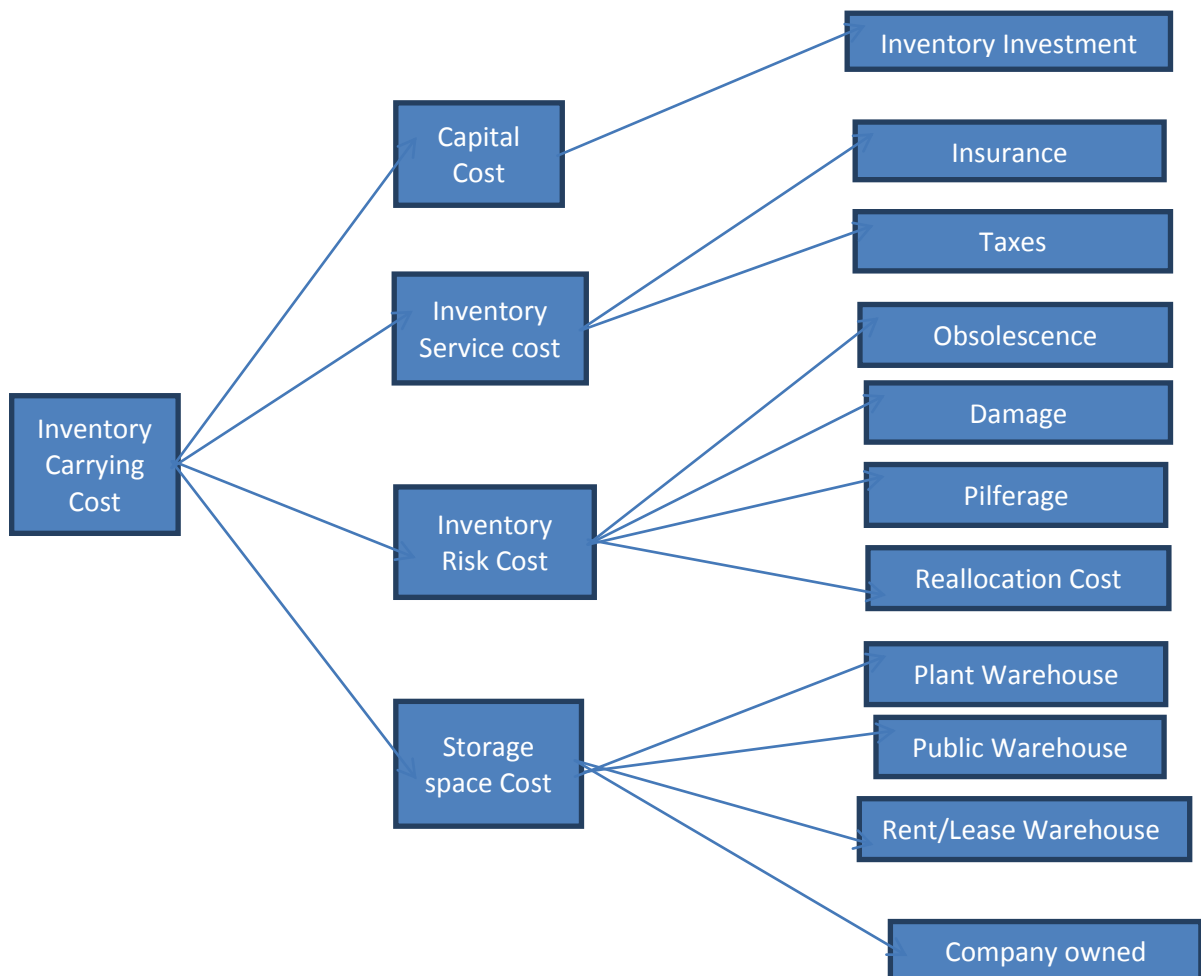 Inventory Investment
Capital
Cost
Insurance
Taxes
Inventory
Service cost
Obsolescence
Damage
Inventory
Carrying
Cost
Pilferage
Inventory
Risk Cost
Reallocation Cost
Plant Warehouse
Storage
space Cost
Public Warehouse
Rent/Lease Warehouse
Company owned